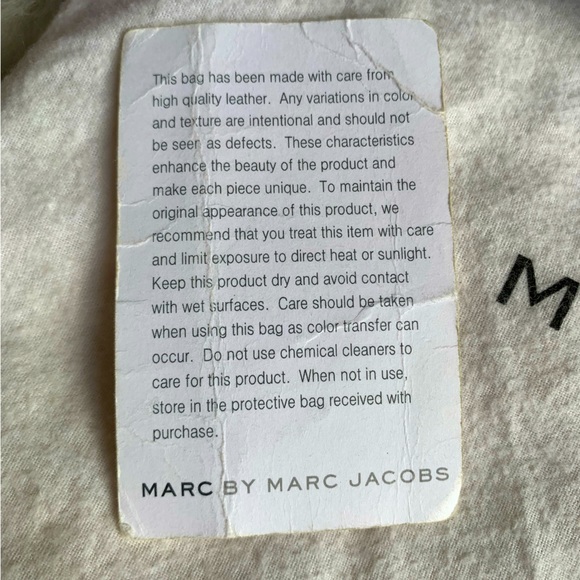 This bag has been made with care from
high quality leather. Any variations in color
and texture are intentional and should not
be seen as defects. These characteristics
enhance the beauty of the product and
make each piece unique. To maintain the
original appearance of this product, we
recommend that you treat this item with care
and limit exposure to direct heat or sunlight.
Keep this product dry and avoid contact
with wet surfaces. Care should be taken
when using this bag as color transfer can
occur. Do not use chemical cleaners to
care for this product. When not in use,
store in the protective bag received with
purchase.
MARC BY MARC JACOBS
M